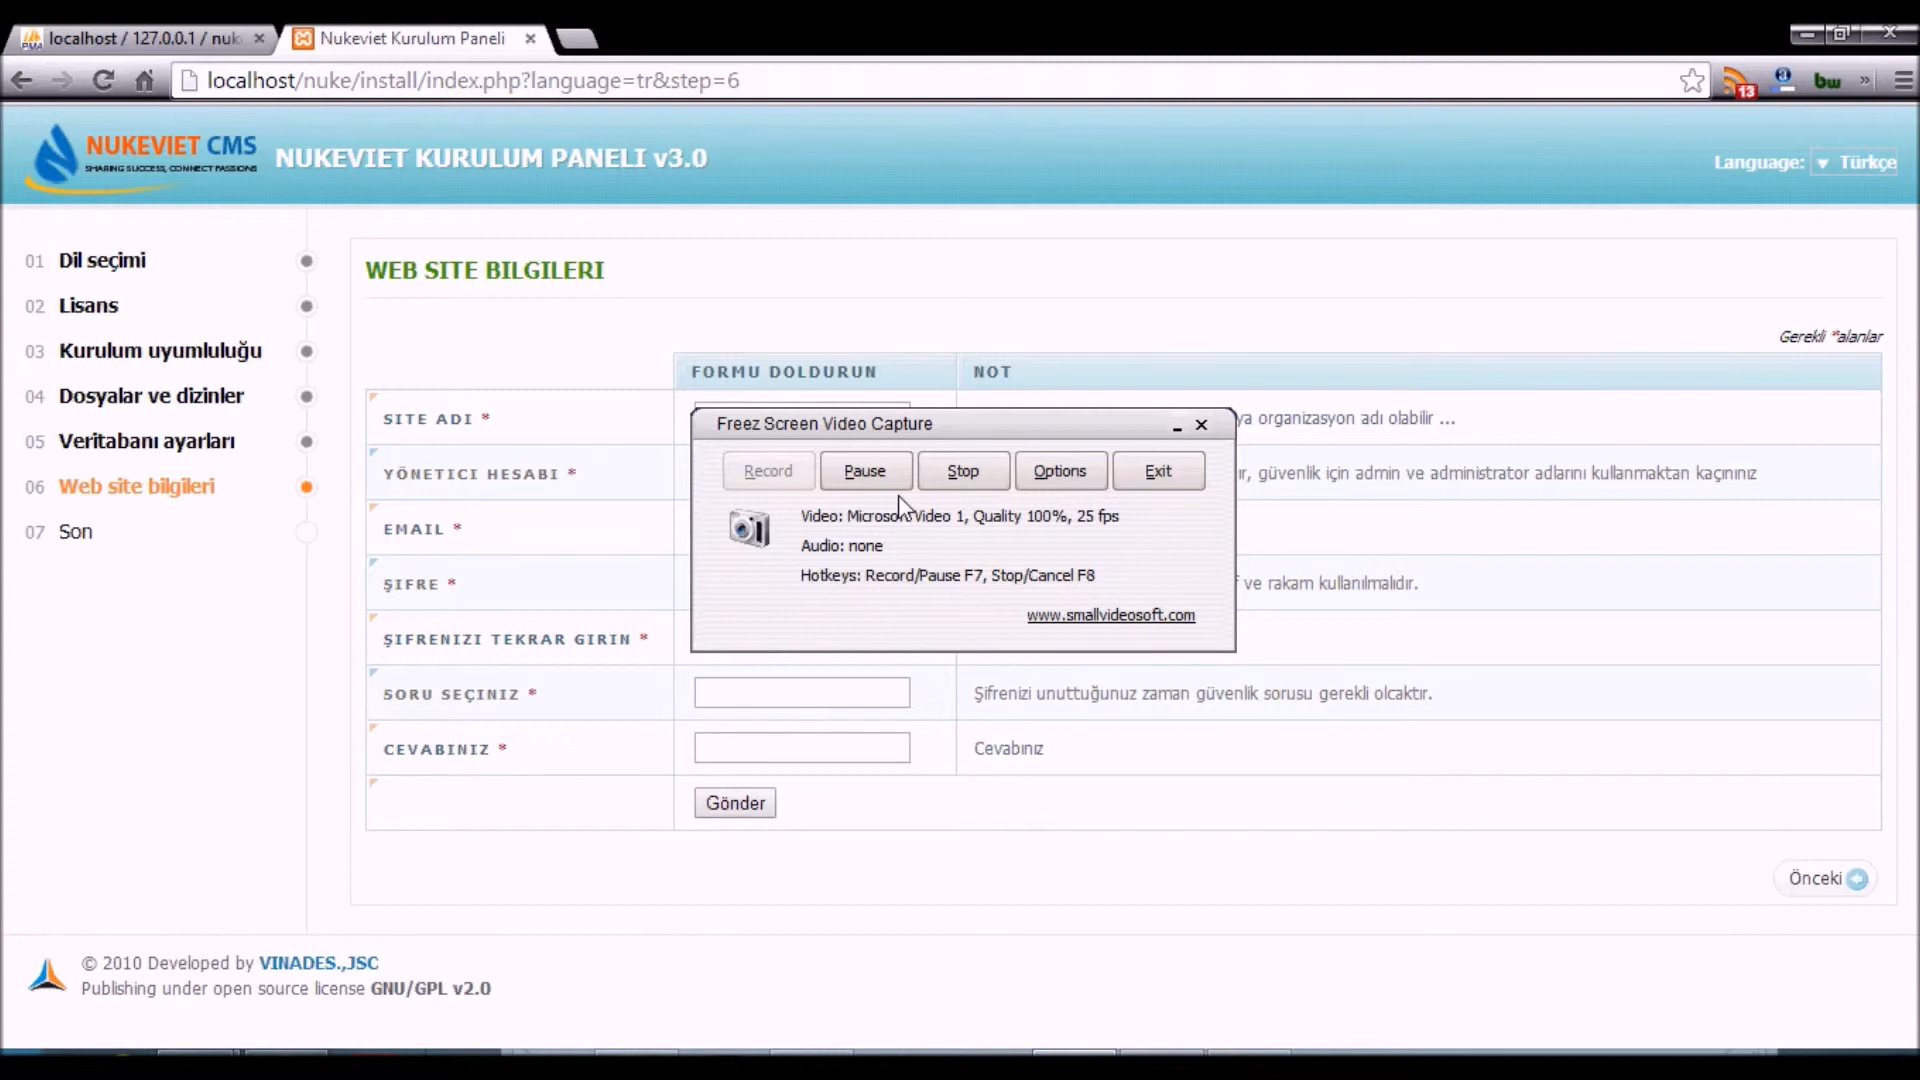 localhost / 127.0.0.1 / nuk
Nukeviet Kurulum Paneli
localhost/nuke/install/index.php?language=tr&step=6
13
bw
NUKEVIET CMS
SHARING SUCCESS, CONNECT PASSIONS
NUKEVIET KURULUM PANELI v3.0
Language: Türkçe
01 Dil seçimi
02 Lisans
03 Kurulum uyumluluğu
04 Dosyalar ve dizinler
05 Veritabanı ayarları
06 Web site bilgileri
07 Son
WEB SITE BILGILERI
Gerekli *alanlar
FORMU DOLDURUN NOT
SITE ADI * ya organizasyon adı olabilir ...
YÖNETICI HESABI * ır, güvenlik için admin ve administrator adlarını kullanmaktan kaçınınız
EMAIL *
ŞIFRE * f ve rakam kullanılmalıdır.
ŞIFRENIZI TEKRAR GIRIN *
SORU SEÇINIZ * Şifrenizi unuttuğunuz zaman güvenlik sorusu gerekli olcaktır.
CEVABINIZ * Cevabınız
Gönder
Önceki
Freez Screen Video Capture
Record Pause Stop Options Exit
Video: Microsoft Video 1, Quality 100%, 25 fps
Audio: none
Hotkeys: Record/Pause F7, Stop/Cancel F8
www.smallvideosoft.com
© 2010 Developed by VINADES.,JSC
Publishing under open source license GNU/GPL v2.0